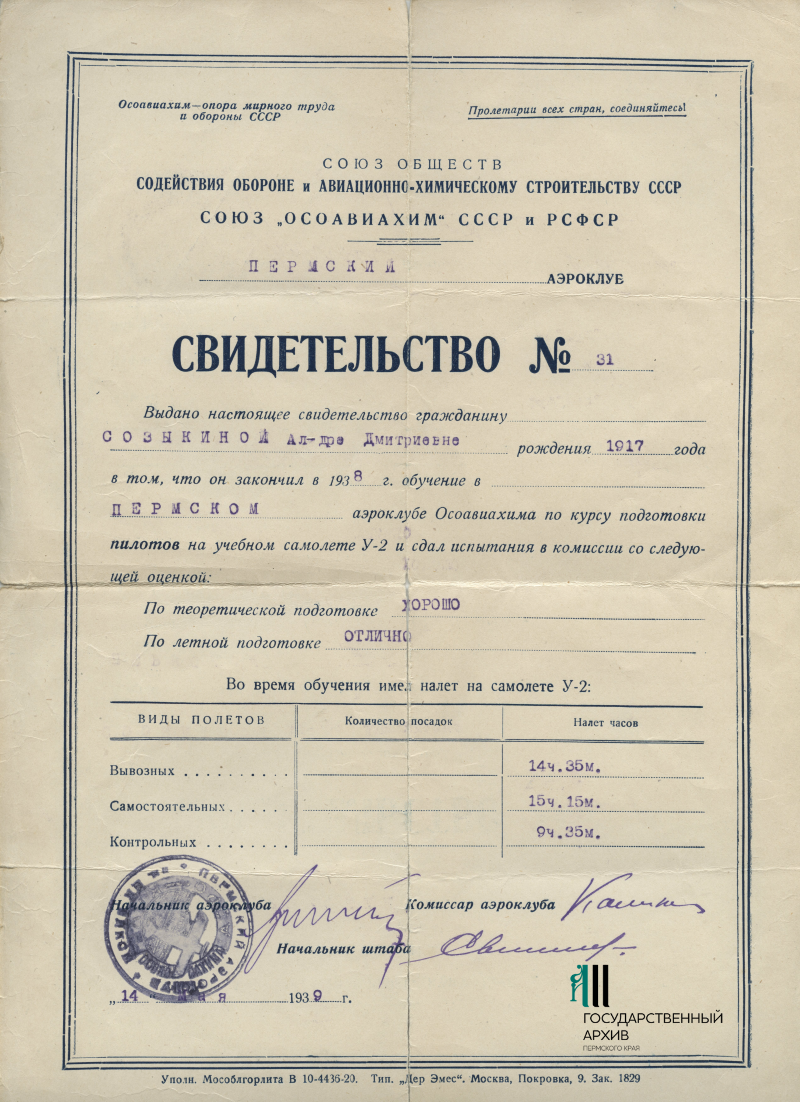 Осоавиахим—опора мирного труда
и обороны СССР
Пролетарии всех стран, соединяйтесь!
СОЮЗ ОБЩЕСТВ
СОДЕЙСТВИЯ ОБОРОНЕ и АВИАЦИОННО-ХИМИЧЕСКОМУ СТРОИТЕЛЬСТВУ СССР
СОЮЗ „ОСОАВИАХИМ“ СССР и РСФСР
ПЕРМСКИЙ АЭРОКЛУБ
СВИДЕТЕЛЬСТВО № 31
Выдано настоящее свидетельство гражданину
СОЗЫКИНОЙ Ал-дре Дмитриевне рождения 1917 года
в том, что он закончил в 1938 г. обучение в
ПЕРМСКОМ аэроклубе Осоавиахима по курсу подготовки
пилотов на учебном самолете У-2 и сдал испытания в комиссии со следую-
щей оценкой:
По теоретической подготовке ХОРОШО
По летной подготовке ОТЛИЧНО
Во время обучения имел налет на самолете У-2:
ВИДЫ ПОЛЕТОВ Количество посадок Налет часов
Вывозных . . . . . . . . . . 14ч.35м.
Самостоятельных . . . . . 15ч.15м.
Контрольных . . . . . . . . 9ч.35м.
Начальник аэроклуба Комиссар аэроклуба
Начальник штаба
„14“ мая 1939 г.
ГОСУДАРСТВЕННЫЙ
АРХИВ
ПЕРМСКОГО КРАЯ
Уполн. Мособлгорлита В 10-4436-20. Тип. „Дер Эмес“. Москва, Покровка, 9. Зак. 1829